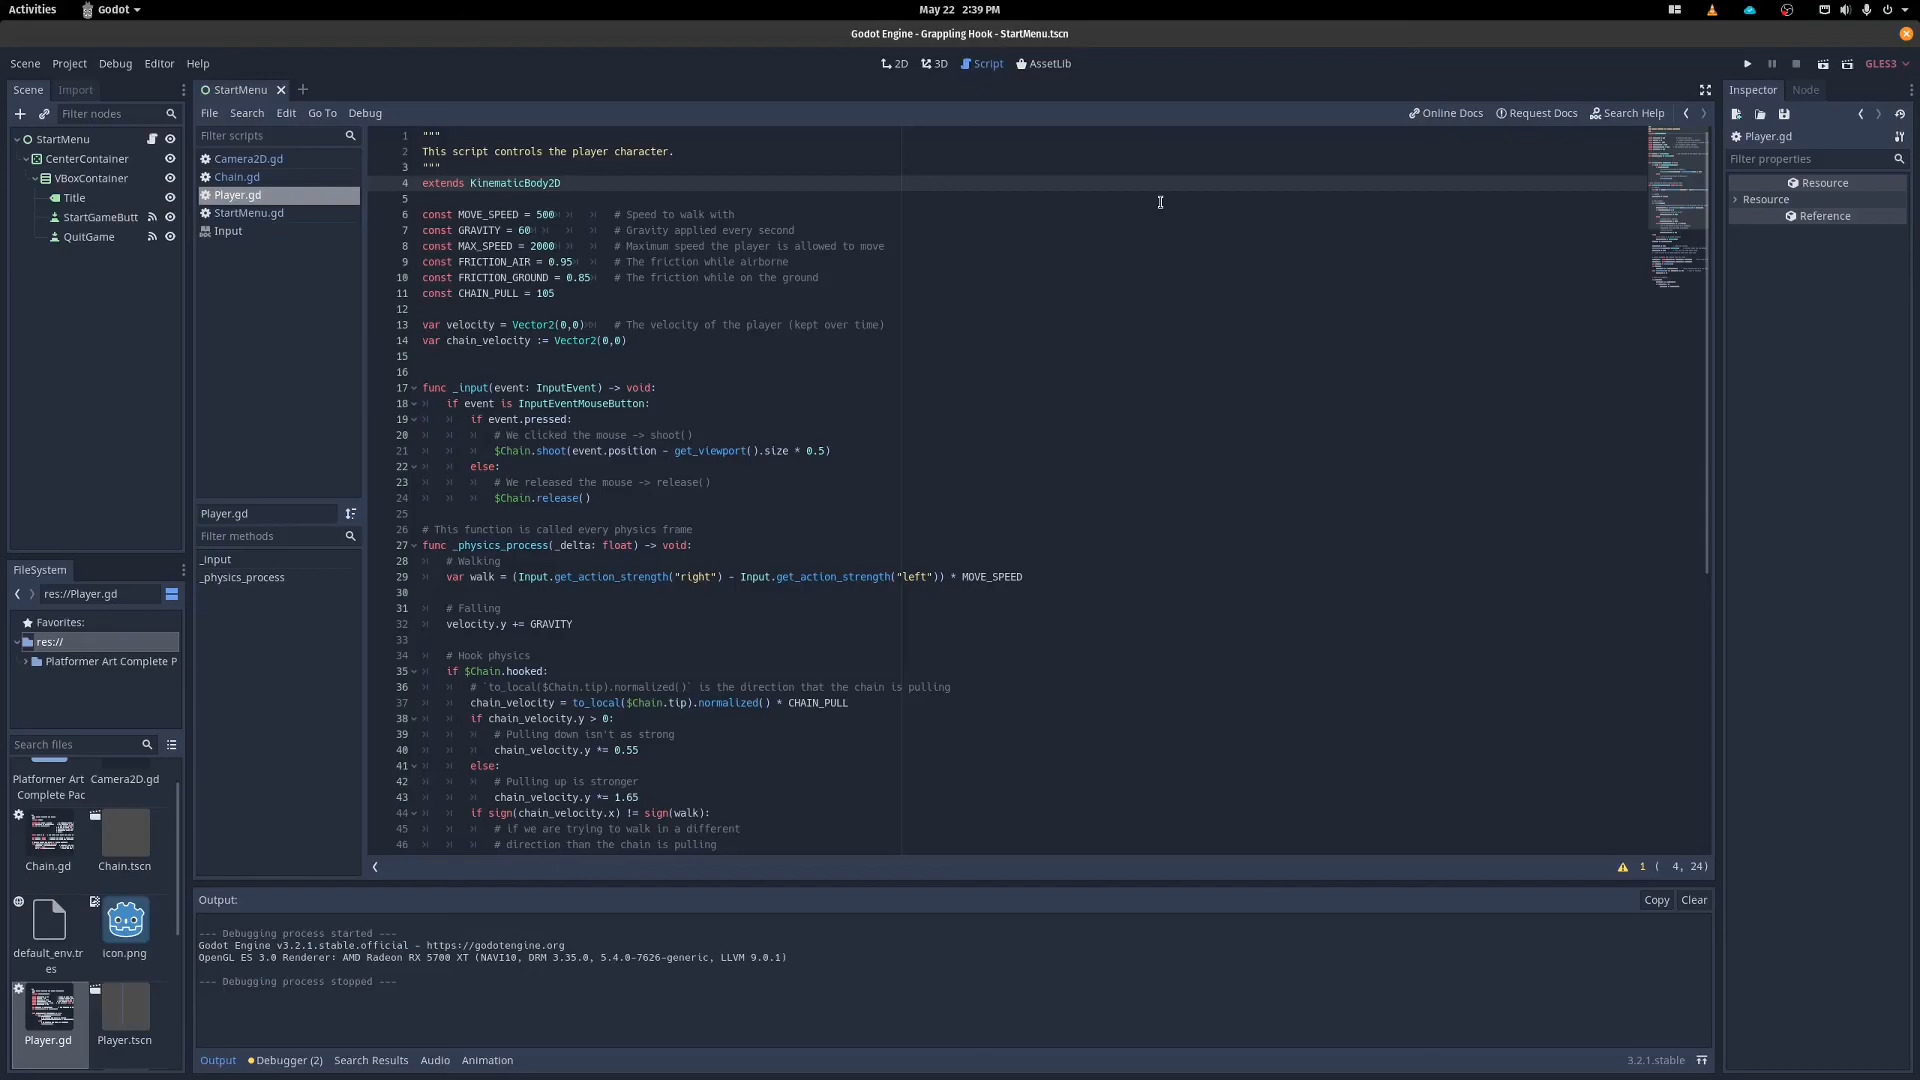 Activities
Godot
May 22 2:39 PM
Godot Engine - Grappling Hook - StartMenu.tscn
Scene Project Debug Editor Help
2D 3D Script AssetLib
GLES3
Scene Import
Filter nodes
StartMenu
CenterContainer
VBoxContainer
Title
StartGameButt
QuitGame
FileSystem
res://Player.gd
Favorites:
res://
Platformer Art Complete P
Search files
Platformer Art
Complete Pac
Camera2D.gd
Chain.gd
Chain.tscn
default_env.tr
es
icon.png
Player.gd
Player.tscn
StartMenu
File Search Edit Go To Debug
Online Docs Request Docs Search Help
Filter scripts
Camera2D.gd
Chain.gd
Player.gd
StartMenu.gd
Input
Player.gd
Filter methods
_input
_physics_process
1 """
2 This script controls the player character.
3 """
4 extends KinematicBody2D
5
6 const MOVE_SPEED = 500 # Speed to walk with
7 const GRAVITY = 60 # Gravity applied every second
8 const MAX_SPEED = 2000 # Maximum speed the player is allowed to move
9 const FRICTION_AIR = 0.95 # The friction while airborne
10 const FRICTION_GROUND = 0.85 # The friction while on the ground
11 const CHAIN_PULL = 105
12
13 var velocity = Vector2(0,0) # The velocity of the player (kept over time)
14 var chain_velocity := Vector2(0,0)
15
16
17 func _input(event: InputEvent) -> void:
18 if event is InputEventMouseButton:
19 if event.pressed:
20 # We clicked the mouse -> shoot()
21 $Chain.shoot(event.position - get_viewport().size * 0.5)
22 else:
23 # We released the mouse -> release()
24 $Chain.release()
25
26 # This function is called every physics frame
27 func _physics_process(_delta: float) -> void:
28 # Walking
29 var walk = (Input.get_action_strength("right") - Input.get_action_strength("left")) * MOVE_SPEED
30
31 # Falling
32 velocity.y += GRAVITY
33
34 # Hook physics
35 if $Chain.hooked:
36 # `to_local($Chain.tip).normalized()` is the direction that the chain is pulling
37 chain_velocity = to_local($Chain.tip).normalized() * CHAIN_PULL
38 if chain_velocity.y > 0:
39 # Pulling down isn't as strong
40 chain_velocity.y *= 0.55
41 else:
42 # Pulling up is stronger
43 chain_velocity.y *= 1.65
44 if sign(chain_velocity.x) != sign(walk):
45 # if we are trying to walk in a different
46 # direction than the chain is pulling
1 ( 4, 24)
Output:
Copy Clear
--- Debugging process started ---
Godot Engine v3.2.1.stable.official - https://godotengine.org
OpenGL ES 3.0 Renderer: AMD Radeon RX 5700 XT (NAVI10, DRM 3.35.0, 5.4.0-7626-generic, LLVM 9.0.1)
--- Debugging process stopped ---
Output Debugger (2) Search Results Audio Animation
3.2.1.stable
Inspector Node
Player.gd
Filter properties
Resource
Resource
Reference